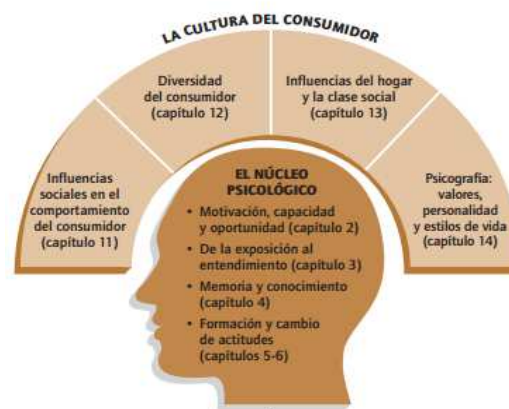 LA CULTURA DEL CONSUMIDOR
Diversidad
del consumidor
(capítulo 12)
Influencias del hogar
y la clase social
(capítulo 13)
Influencias
sociales en el
comportamiento
del consumidor
(capítulo 11)
Psicografía:
valores,
personalidad
y estilos de vida
(capítulo 14)
EL NÚCLEO
PSICOLÓGICO
• Motivación, capacidad
y oportunidad (capítulo 2)
• De la exposición al
entendimiento (capítulo 3)
• Memoria y conocimiento
(capítulo 4)
• Formación y cambio
de actitudes
(capítulos 5-6)